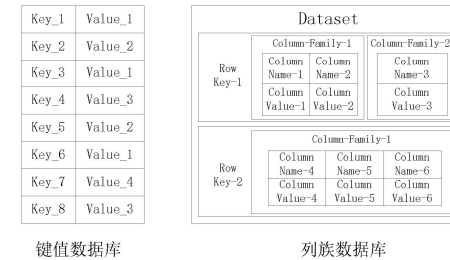 Key_1 Value_1
Key_2 Value_2
Key_3 Value_1
Key_4 Value_3
Key_5 Value_2
Key_6 Value_1
Key_7 Value_4
Key_8 Value_3
键值数据库
Dataset
Row
Key-1
Column-Family-1
Column Column
Name-1 Name-2
Column Column
Value-1 Value-2
Column-Family-2
Column
Name-3
Column
Value-3
Row
Key-2
Column-Family-1
Column Column Column
Name-4 Name-5 Name-6
Column Column Column
Value-4 Value-5 Value-6
列族数据库